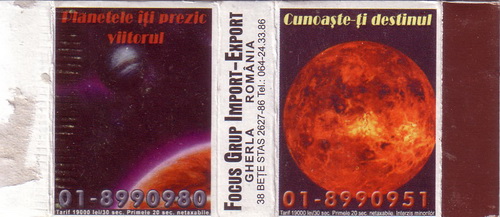 Planetele îţi prezic
viitorul
01-8990980
Tarif 19000 lei/30 sec. Primele 20 sec. netaxabile.
FOCUS GRUP IMPORT–EXPORT
GHERLA ROMÂNIA
38 BEŢE STAS 2627-86 Tel.: 064-24.33.86
Cunoaşte-ţi destinul
01-8990951
Tarif 19000 lei/30 sec. Primele 20 sec. netaxabile. Interzis minorilor